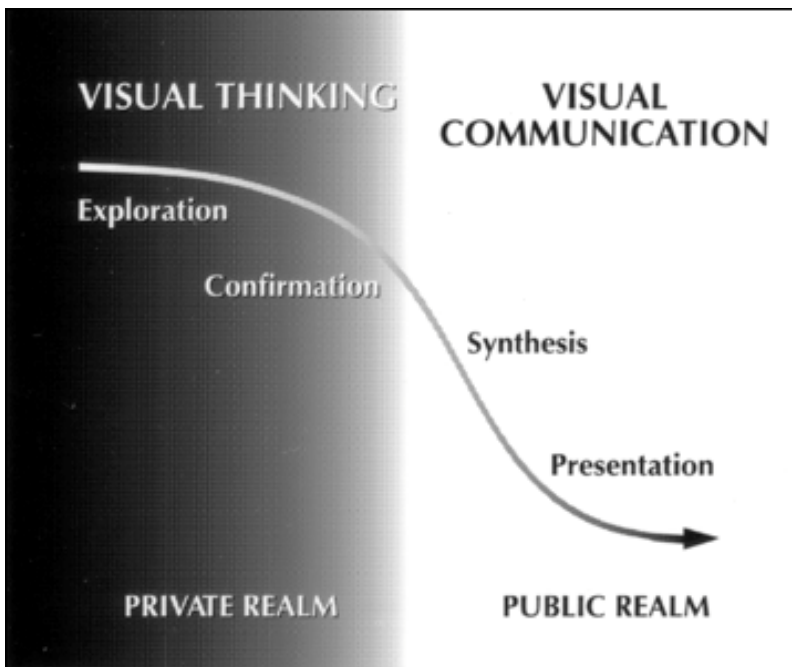 VISUAL THINKING
VISUAL
COMMUNICATION
Exploration
Confirmation
Synthesis
Presentation
PRIVATE REALM
PUBLIC REALM